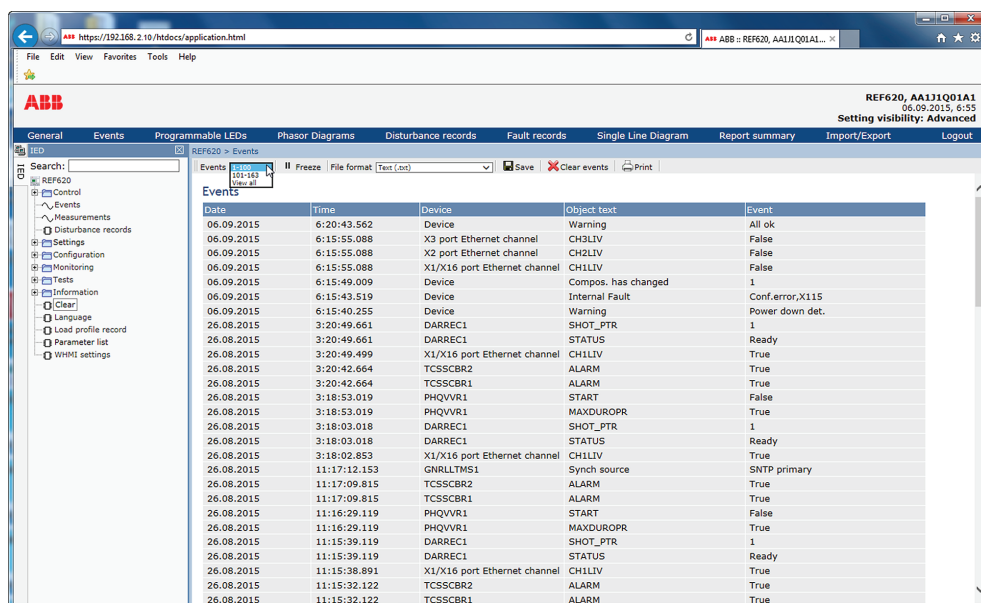 ABB https://192.168.2.10/htdocs/application.html
ABB ABB :: REF620, AA1J1Q01A1...
File Edit View Favorites Tools Help
ABB
REF620, AA1J1Q01A1
06.09.2015, 6:55
Setting visibility: Advanced
General Events Programmable LEDs Phasor Diagrams Disturbance records Fault records Single Line Diagram Report summary Import/Export Logout
IED
IED
Search:
REF620
Control
Events
Measurements
Disturbance records
Settings
Configuration
Monitoring
Tests
Information
Clear
Language
Load profile record
Parameter list
WHMI settings
REF620 > Events
Events 1-100 Freeze File format Text (.txt) Save Clear events Print
101-163
View all
Events
Date Time Device Object text Event
06.09.2015 6:20:43.562 Device Warning All ok
06.09.2015 6:15:55.088 X3 port Ethernet channel CH3LIV False
06.09.2015 6:15:55.088 X2 port Ethernet channel CH2LIV False
06.09.2015 6:15:55.088 X1/X16 port Ethernet channel CH1LIV False
06.09.2015 6:15:49.009 Device Compos. has changed 1
06.09.2015 6:15:43.519 Device Internal Fault Conf.error,X115
06.09.2015 6:15:40.255 Device Warning Power down det.
26.08.2015 3:20:49.661 DARREC1 SHOT_PTR 1
26.08.2015 3:20:49.661 DARREC1 STATUS Ready
26.08.2015 3:20:49.499 X1/X16 port Ethernet channel CH1LIV True
26.08.2015 3:20:42.664 TCSSCBR2 ALARM True
26.08.2015 3:20:42.664 TCSSCBR1 ALARM True
26.08.2015 3:18:53.019 PHQVVR1 START False
26.08.2015 3:18:53.019 PHQVVR1 MAXDUROPR True
26.08.2015 3:18:03.018 DARREC1 SHOT_PTR 1
26.08.2015 3:18:03.018 DARREC1 STATUS Ready
26.08.2015 3:18:02.853 X1/X16 port Ethernet channel CH1LIV True
26.08.2015 11:17:12.153 GNRLLTMS1 Synch source SNTP primary
26.08.2015 11:17:09.815 TCSSCBR2 ALARM True
26.08.2015 11:17:09.815 TCSSCBR1 ALARM True
26.08.2015 11:16:29.119 PHQVVR1 START False
26.08.2015 11:16:29.119 PHQVVR1 MAXDUROPR True
26.08.2015 11:15:39.119 DARREC1 SHOT_PTR 1
26.08.2015 11:15:39.119 DARREC1 STATUS Ready
26.08.2015 11:15:38.891 X1/X16 port Ethernet channel CH1LIV True
26.08.2015 11:15:32.122 TCSSCBR2 ALARM True
26.08.2015 11:15:32.122 TCSSCBR1 ALARM True